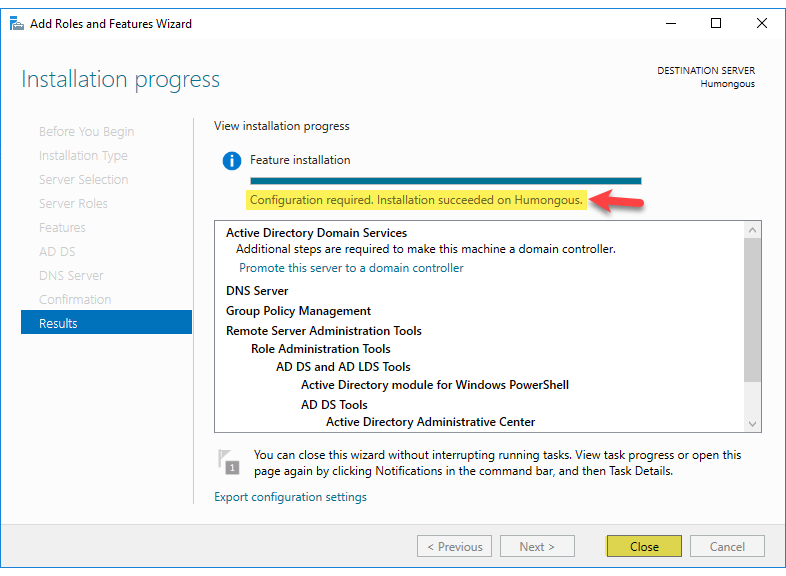 Add Roles and Features Wizard
Installation progress
DESTINATION SERVER
Humongous
Before You Begin
Installation Type
Server Selection
Server Roles
Features
AD DS
DNS Server
Confirmation
Results
View installation progress
Feature installation
Configuration required. Installation succeeded on Humongous.
Active Directory Domain Services
Additional steps are required to make this machine a domain controller.
Promote this server to a domain controller
DNS Server
Group Policy Management
Remote Server Administration Tools
Role Administration Tools
AD DS and AD LDS Tools
Active Directory module for Windows PowerShell
AD DS Tools
Active Directory Administrative Center
1
You can close this wizard without interrupting running tasks. View task progress or open this
page again by clicking Notifications in the command bar, and then Task Details.
Export configuration settings
< Previous
Next >
Close
Cancel